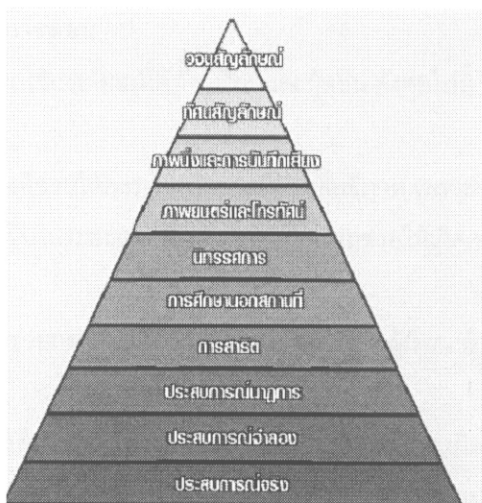 วจนสัญลักษณ์
ทัศนสัญลักษณ์
ภาพนิ่งและการบันทึกเสียง
ภาพยนตร์และโทรทัศน์
นิทรรศการ
การศึกษานอกสถานที่
การสาธิต
ประสบการณ์นาฏการ
ประสบการณ์จำลอง
ประสบการณ์ตรง